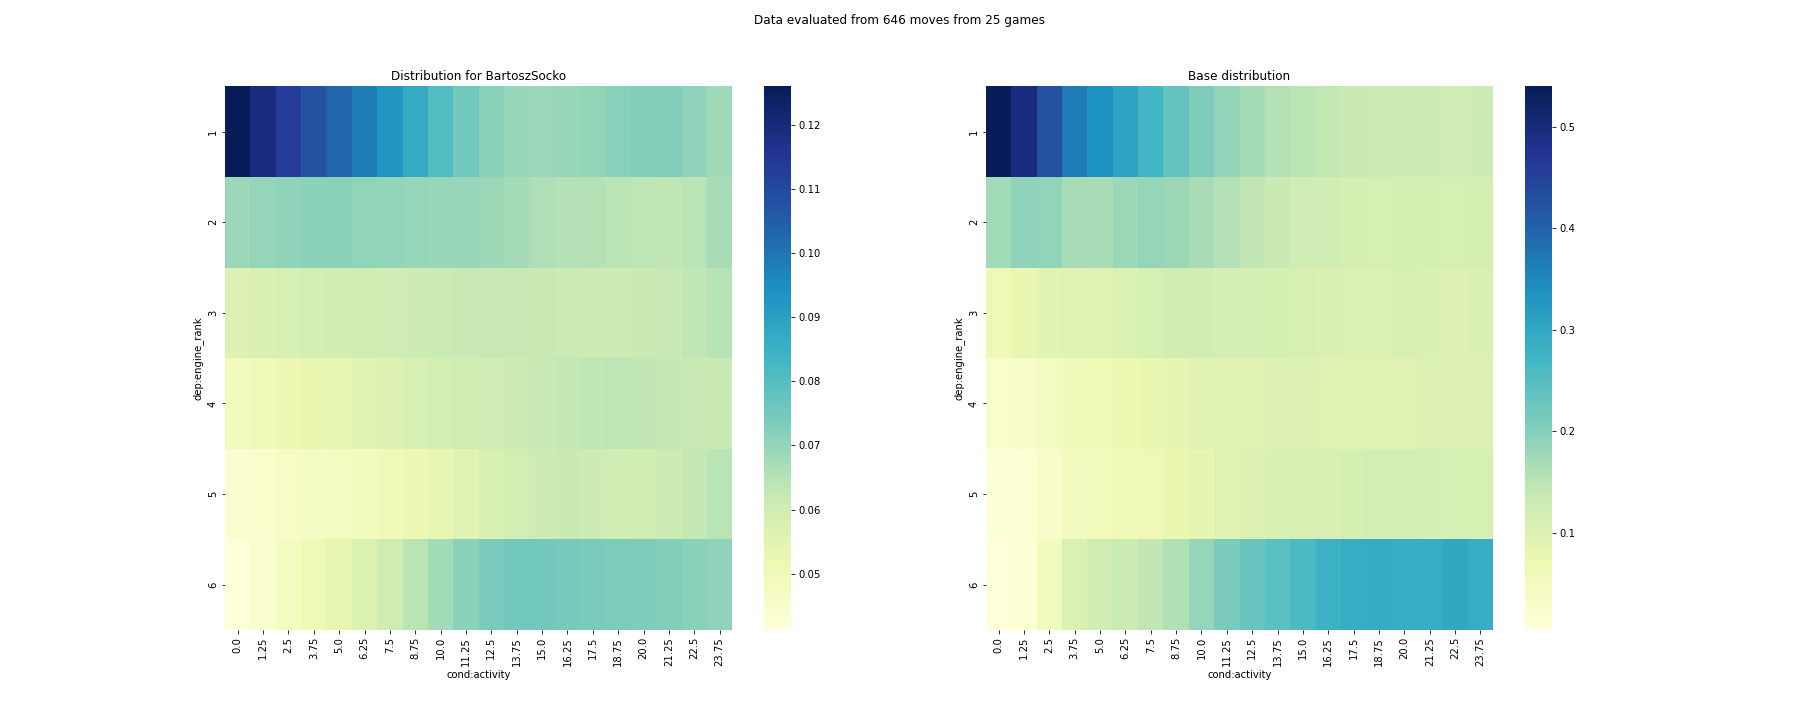 Data evaluated from 646 moves from 25 games
Distribution for BartoszSocko
dep:engine_rank
1
2
3
4
5
6
0.0 1.25 2.5 3.75 5.0 6.25 7.5 8.75 10.0 11.25 12.5 13.75 15.0 16.25 17.5 18.75 20.0 21.25 22.5 23.75
cond:activity
0.12
0.11
0.10
0.09
0.08
0.07
0.06
0.05
Base distribution
dep:engine_rank
1
2
3
4
5
6
0.0 1.25 2.5 3.75 5.0 6.25 7.5 8.75 10.0 11.25 12.5 13.75 15.0 16.25 17.5 18.75 20.0 21.25 22.5 23.75
cond:activity
0.5
0.4
0.3
0.2
0.1